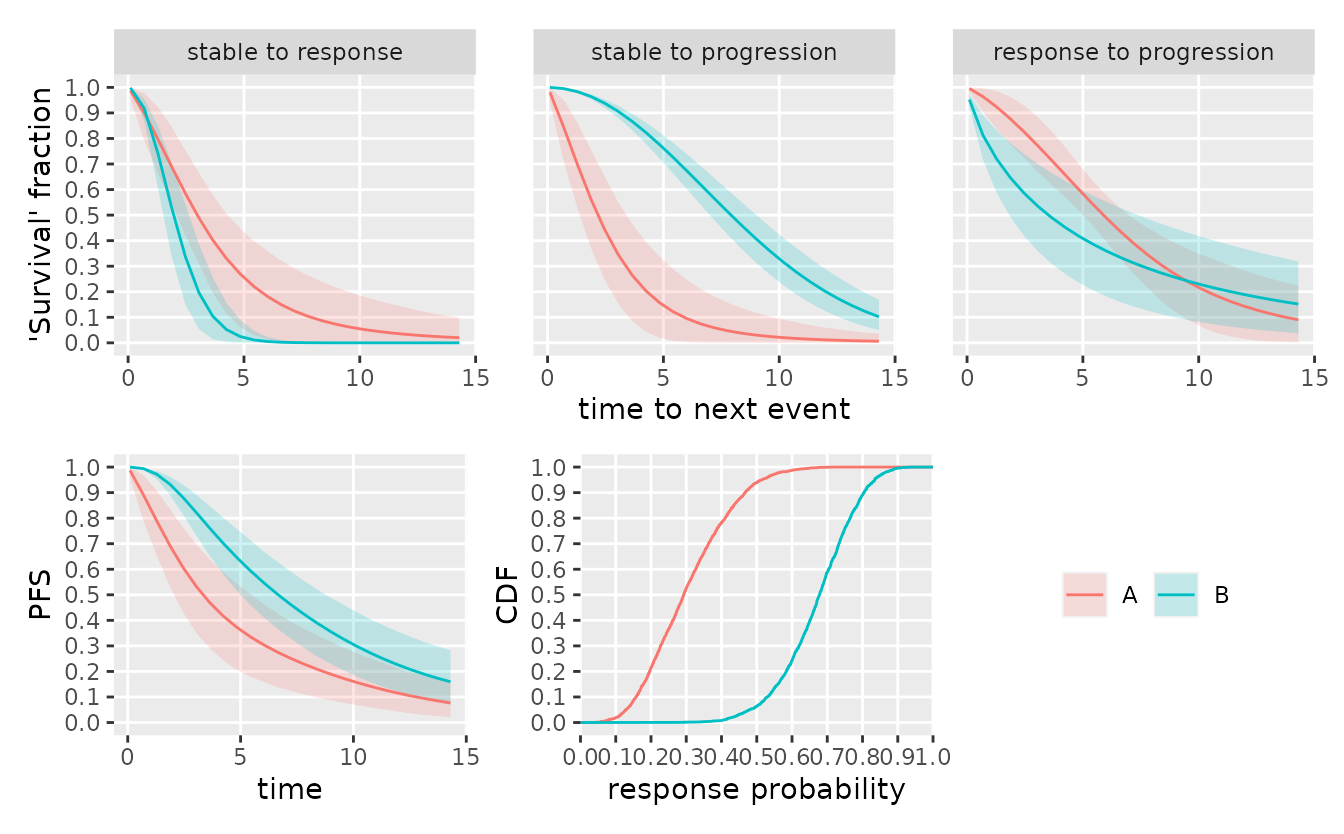 stable to response
stable to progression
response to progression
'Survival' fraction
1.0
0.9
0.8
0.7
0.6
0.5
0.4
0.3
0.2
0.1
0.0
0 5 10 15
0 5 10 15
0 5 10 15
time to next event
PFS
1.0
0.9
0.8
0.7
0.6
0.5
0.4
0.3
0.2
0.1
0.0
0 5 10 15
time
CDF
1.0
0.9
0.8
0.7
0.6
0.5
0.4
0.3
0.2
0.1
0.0
0.0 0.1 0.2 0.3 0.4 0.5 0.6 0.7 0.8 0.9 1.0
response probability
A B